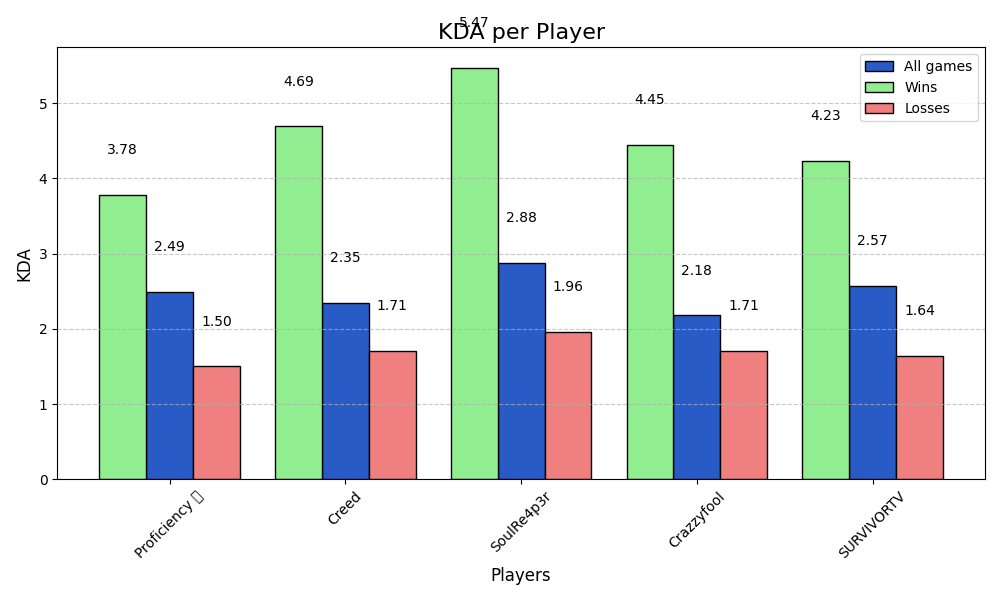 KDA per Player
5.47
4.69
4.45
4.23
3.78
2.88
2.57
2.49
2.35
2.18
1.96
1.71
1.71
1.64
1.50
All games
Wins
Losses
KDA
5
4
3
2
1
0
Proficiency
Creed
SoulRe4p3r
Crazzyfool
SURVIVORTV
Players